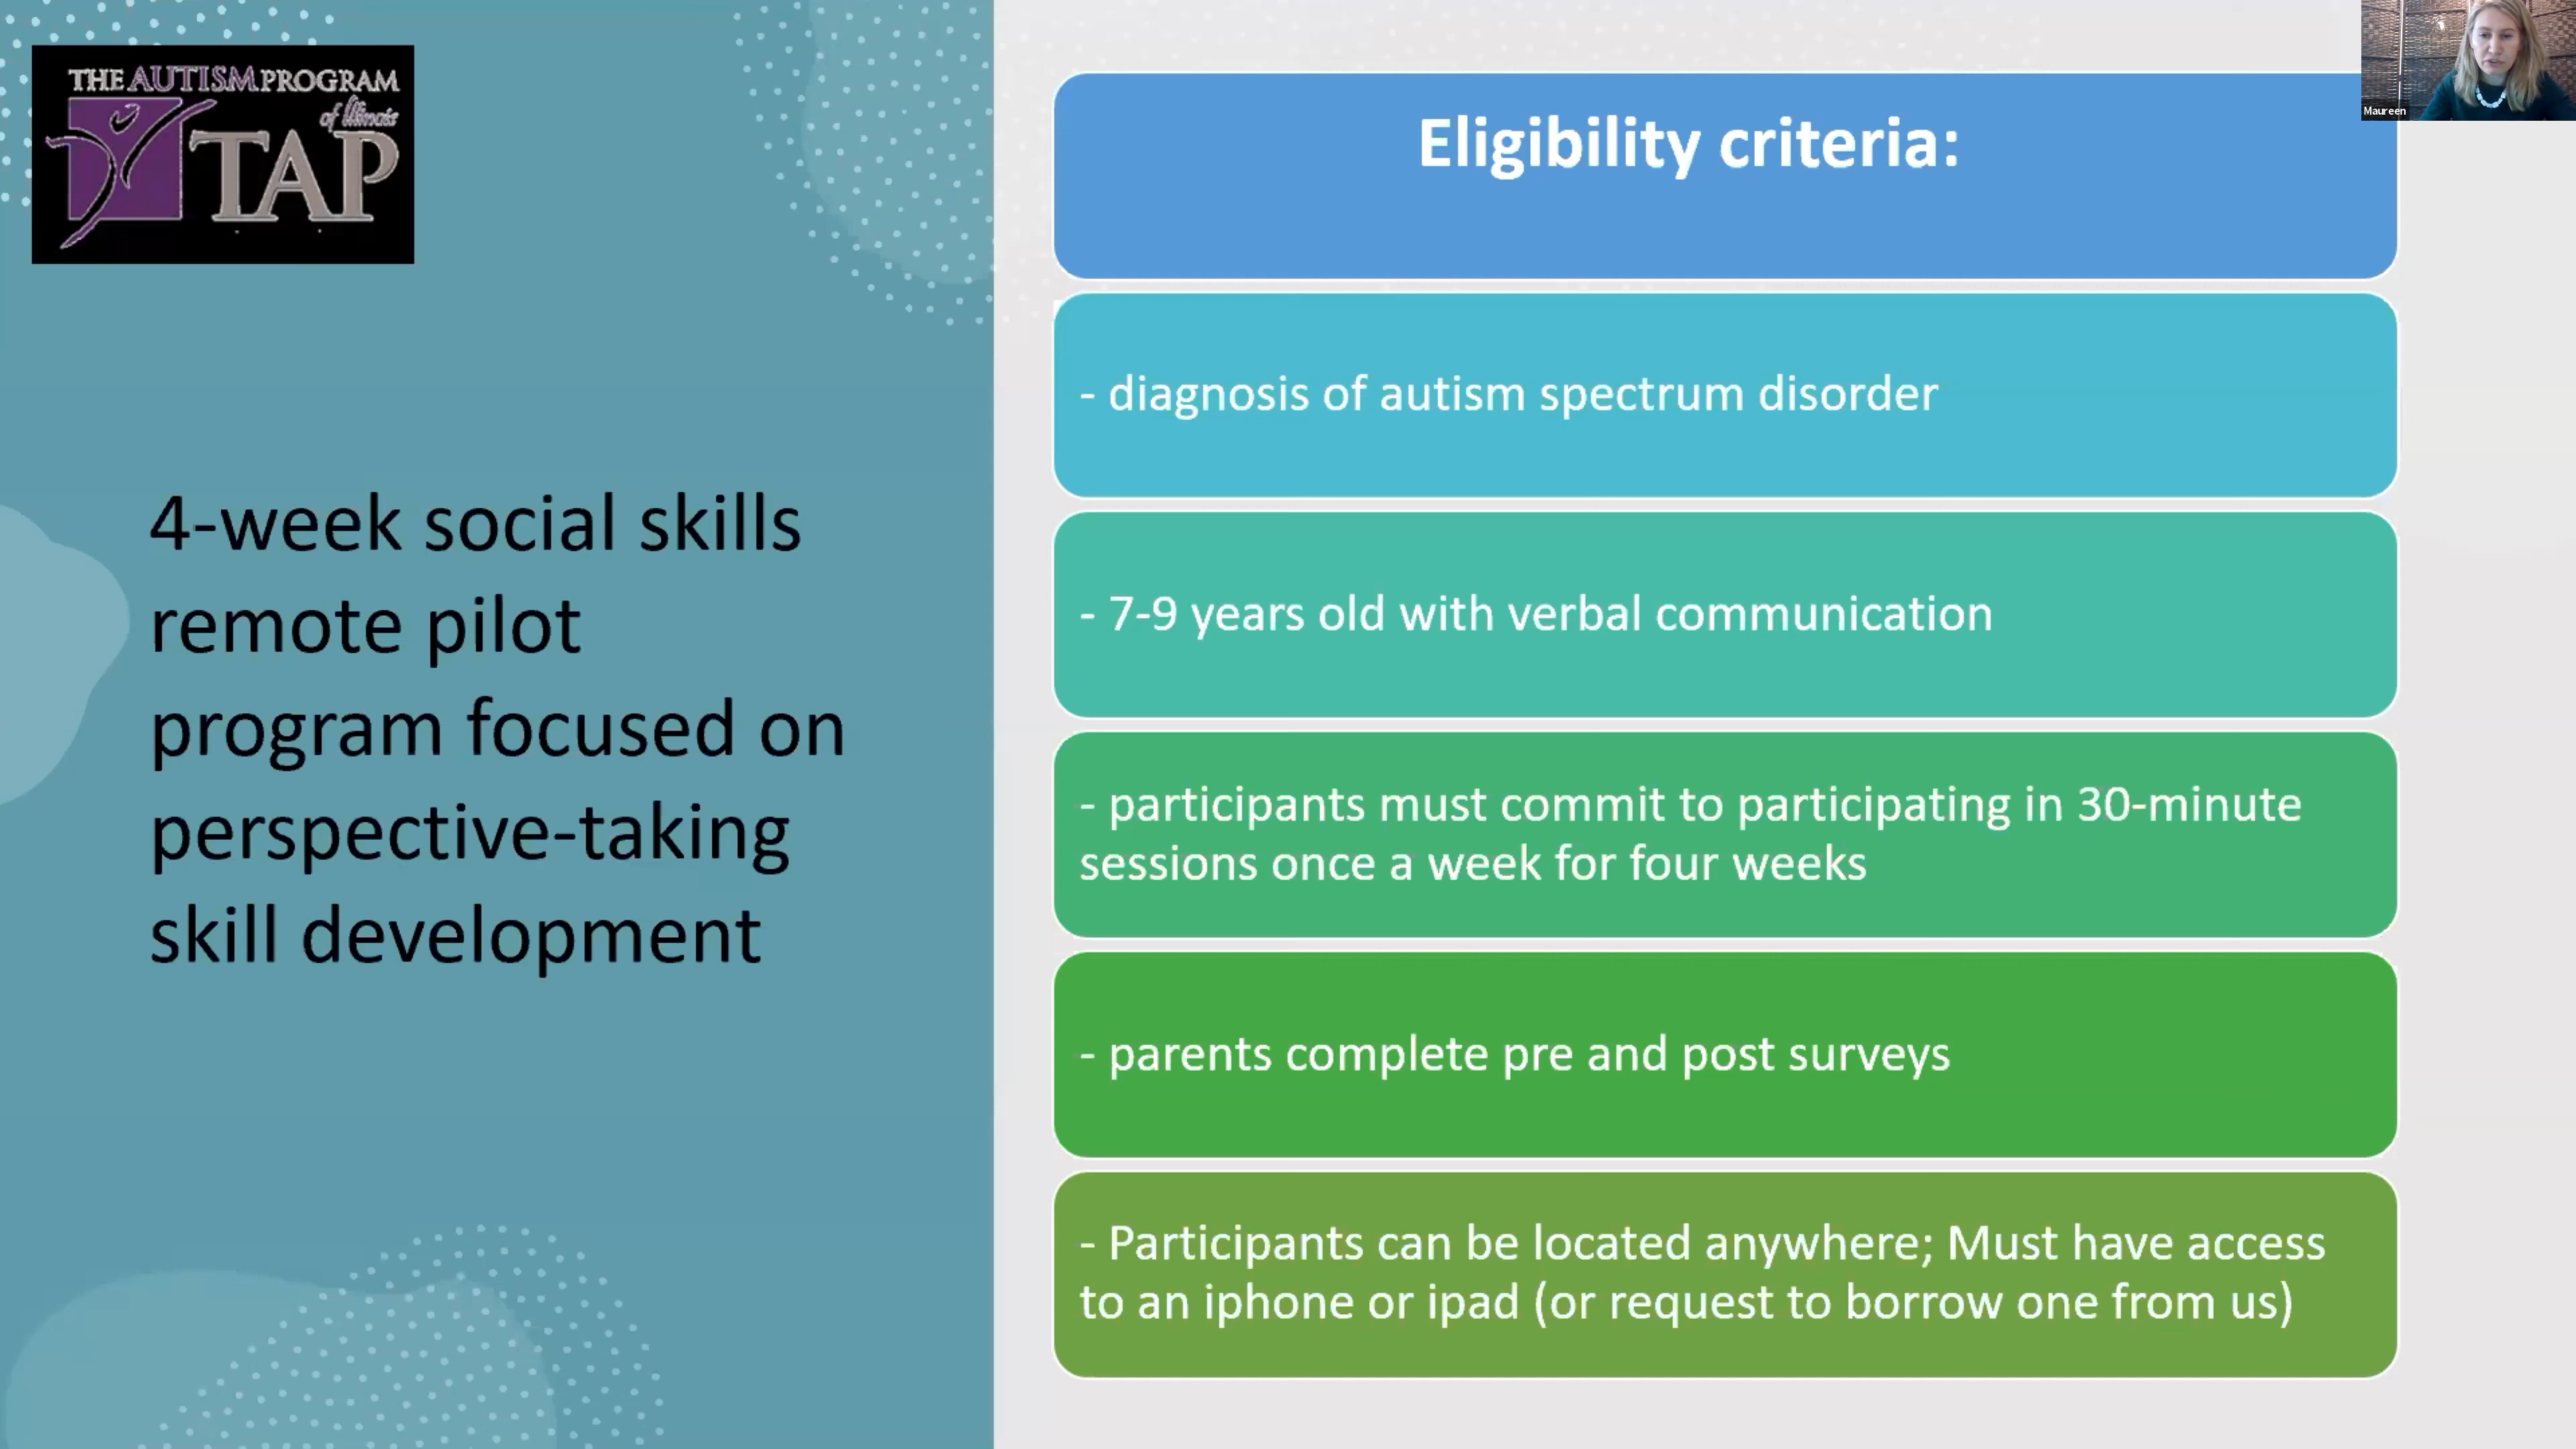 THE AUTISM PROGRAM
of Illinois
TAP
4-week social skills
remote pilot
program focused on
perspective-taking
skill development
Eligibility criteria:
- diagnosis of autism spectrum disorder
- 7-9 years old with verbal communication
- participants must commit to participating in 30-minute
sessions once a week for four weeks
- parents complete pre and post surveys
- Participants can be located anywhere; Must have access
to an iphone or ipad (or request to borrow one from us)
Maureen